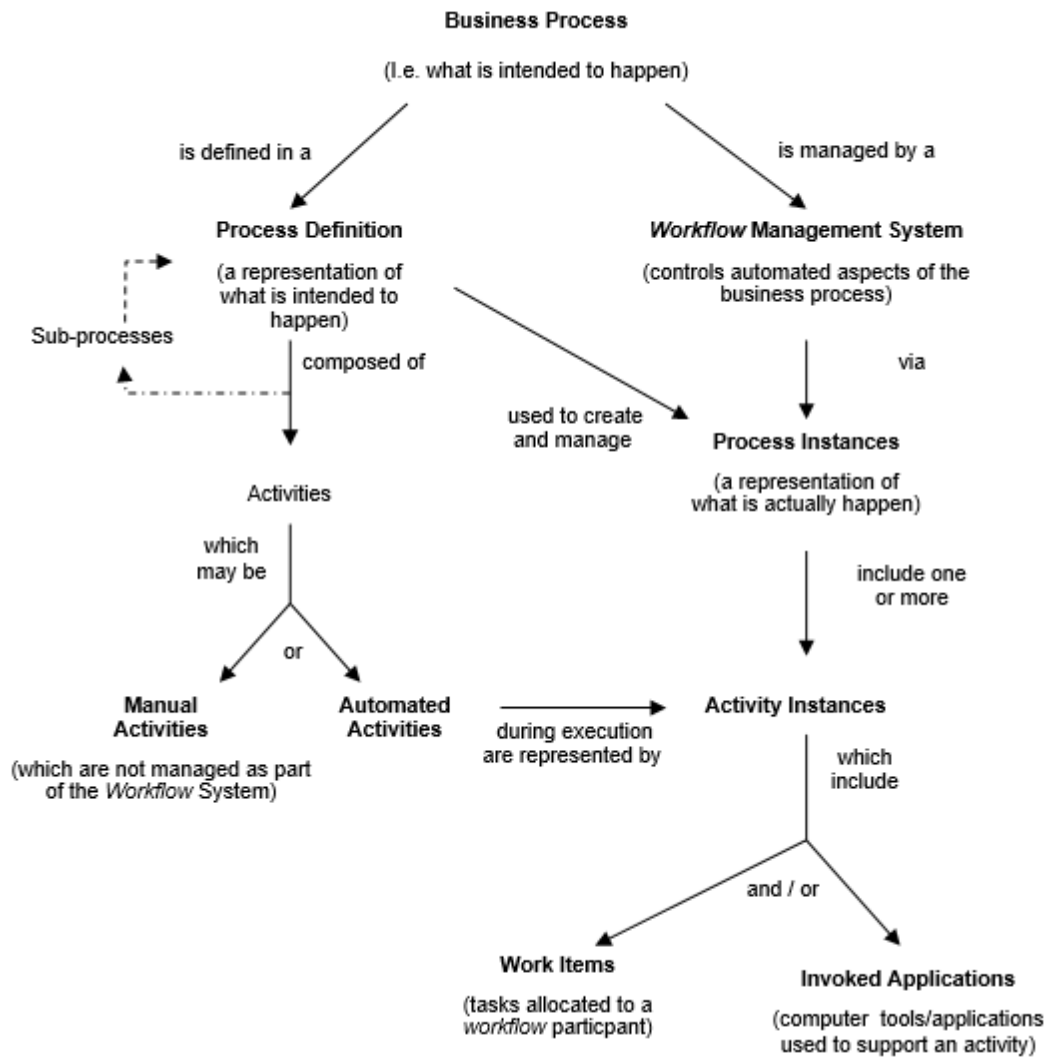 Business Process
(I.e. what is intended to happen)
is defined in a
is managed by a
Process Definition
(a representation of
what is intended to
happen)
Workflow Management System
(controls automated aspects of the
business process)
Sub-processes
composed of
via
used to create
and manage
Process Instances
(a representation of
what is actually happen)
Activities
which
may be
include one
or more
or
Manual
Activities
(which are not managed as part
of the Workflow System)
Automated
Activities
during execution
are represented by
Activity Instances
which
include
and / or
Work Items
(tasks allocated to a
workflow particpant)
Invoked Applications
(computer tools/applications
used to support an activity)